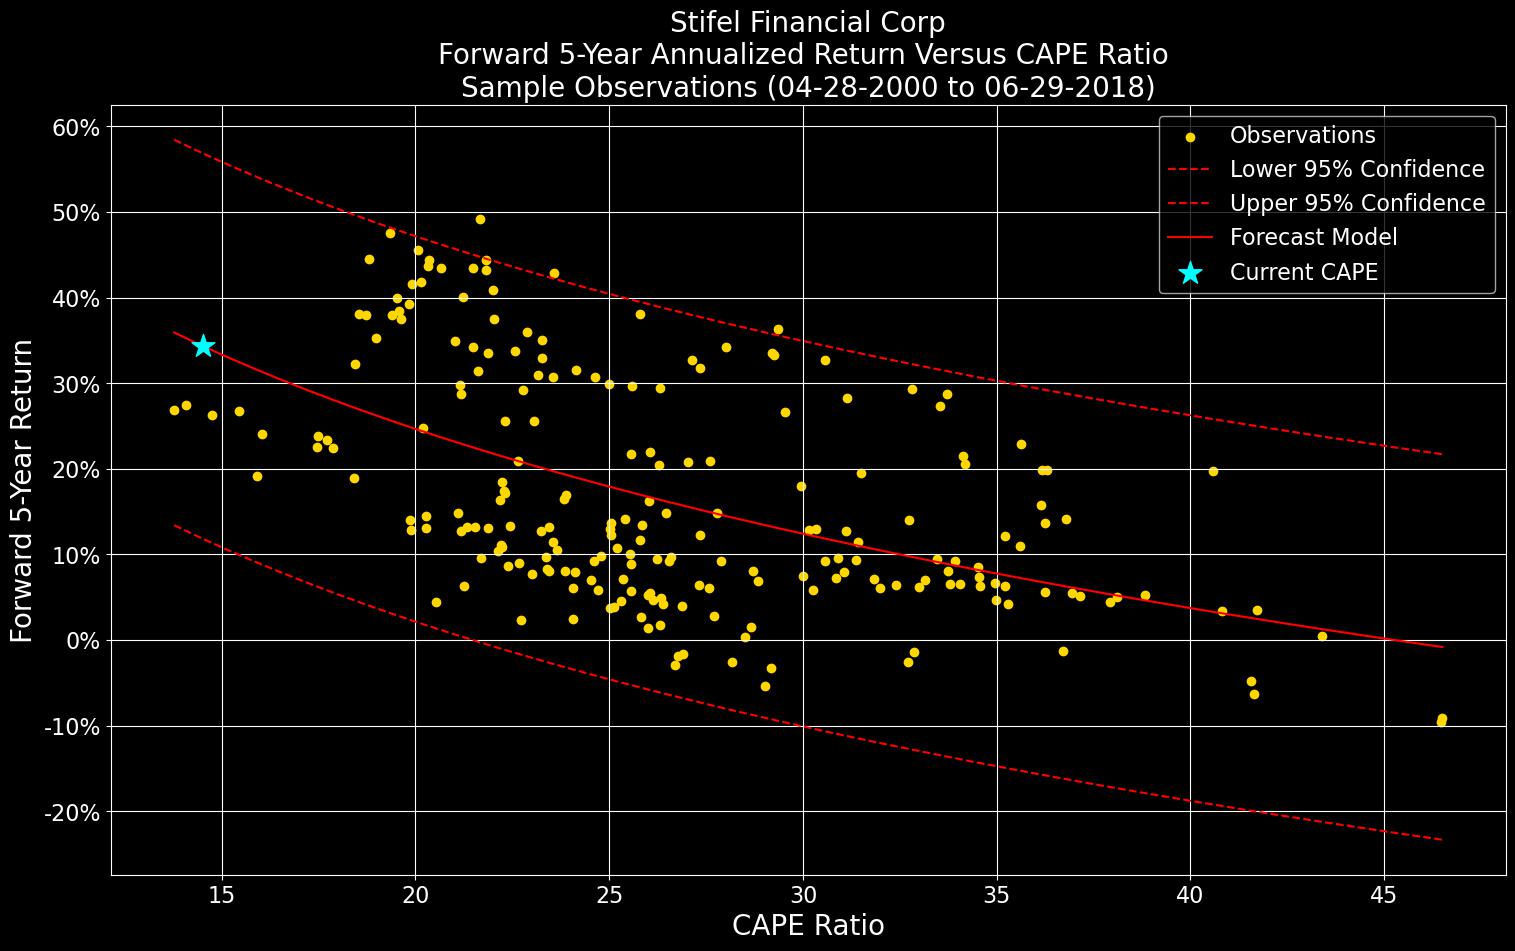 Stifel Financial Corp
Forward 5-Year Annualized Return Versus CAPE Ratio
Sample Observations (04-28-2000 to 06-29-2018)
Observations
Lower 95% Confidence
Upper 95% Confidence
Forecast Model
Current CAPE
Forward 5-Year Return
60%
50%
40%
30%
20%
10%
0%
-10%
-20%
15 20 25 30 35 40 45
CAPE Ratio